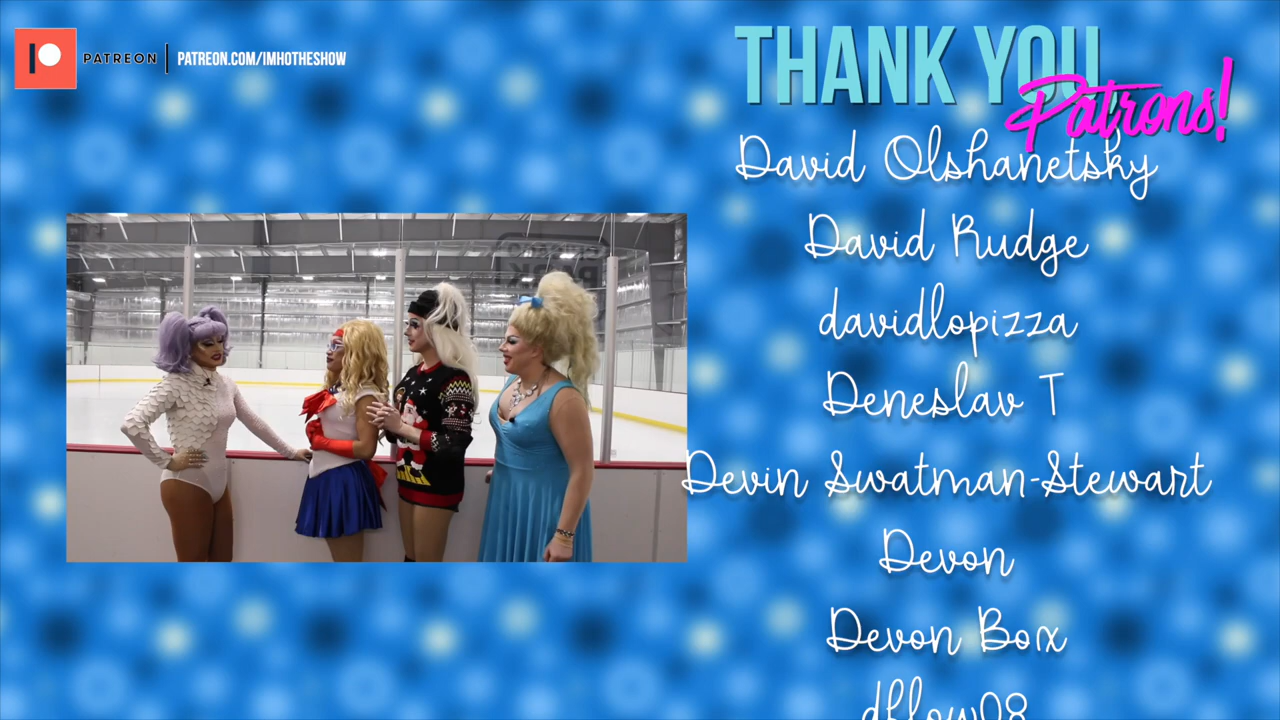 PATREON | PATREON.COM/IMHOTHESHOW
THANK YOU,
Patrons!
David Olshanetsky
David Rudge
davidlopizza
Deneslav T
Devin Swatman-Stewart
Devon
Devon Box
dflow08